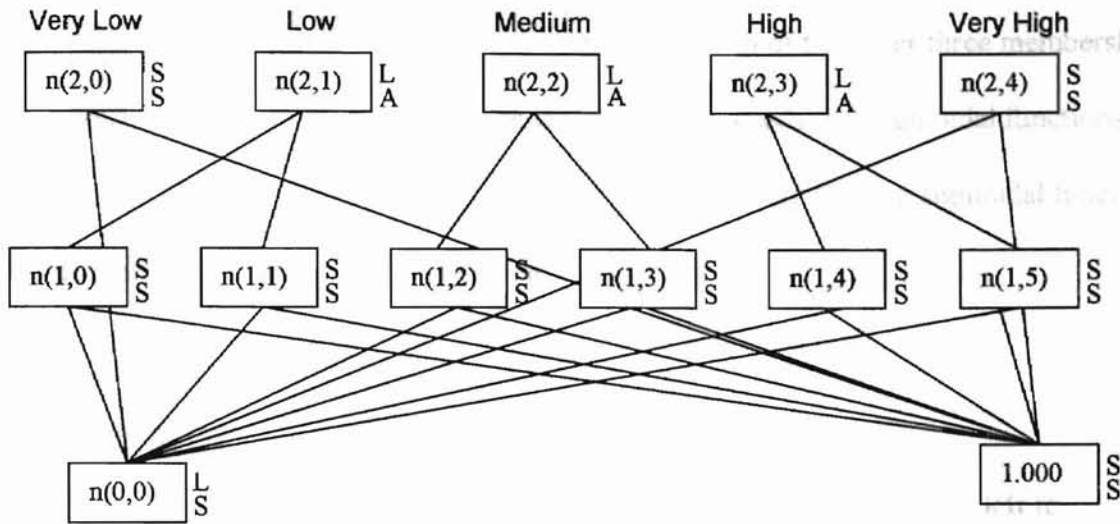 Very Low Low Medium High Very High
n(2,0) S S n(2,1) L A n(2,2) L A n(2,3) L A n(2,4) S S
n(1,0) S S n(1,1) S S n(1,2) S S n(1,3) S S n(1,4) S S n(1,5) S S
n(0,0) L S 1.000 S S